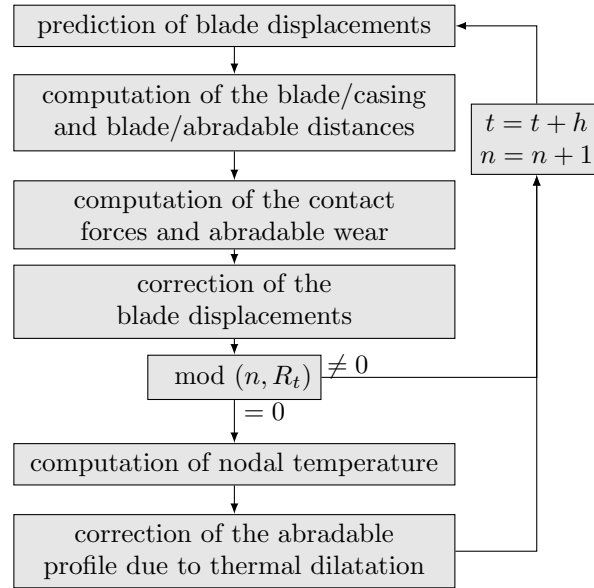 prediction of blade displacements
computation of the blade/casing
and blade/abradable distances
t = t + h
n = n + 1
computation of the contact
forces and abradable wear
correction of the
blade displacements
mod (n, R_t)
≠ 0
= 0
computation of nodal temperature
correction of the abradable
profile due to thermal dilatation